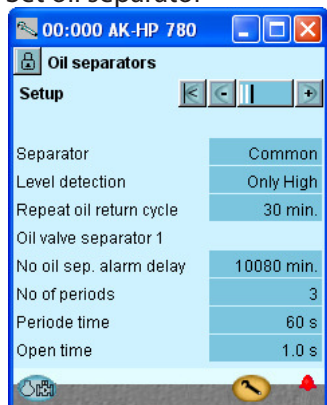 Set oil separator
00:000 AK-HP 780
Oil separators
Setup
Separator Common
Level detection Only High
Repeat oil return cycle 30 min.
Oil valve separator 1
No oil sep. alarm delay 10080 min.
No of periods 3
Periode time 60 s
Open time 1.0 s